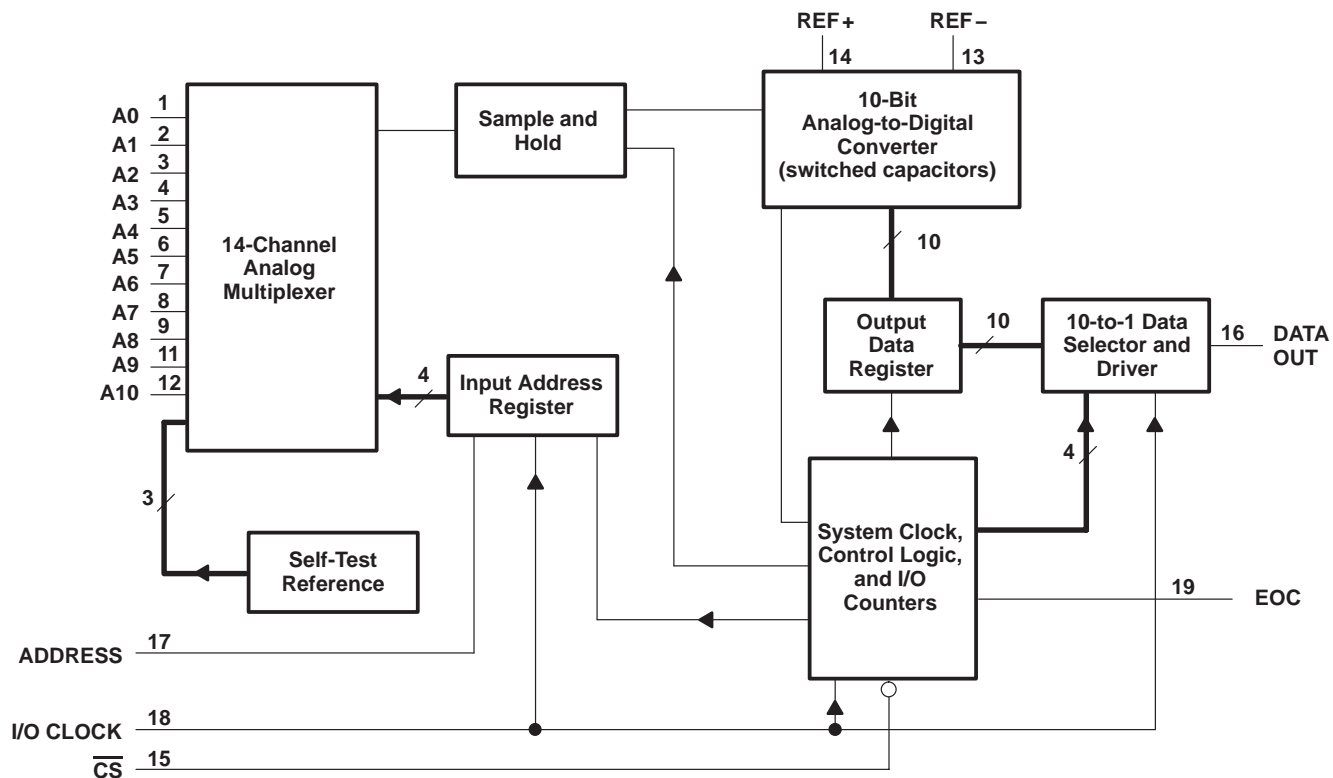 REF+
REF–
14
13
10-Bit
Analog-to-Digital
Converter
(switched capacitors)
Sample and
Hold
14-Channel
Analog
Multiplexer
A0 1
A1 2
A2 3
A3 4
A4 5
A5 6
A6 7
A7 8
A8 9
A9 11
A10 12
10
Output
Data
Register
10
10-to-1 Data
Selector and
Driver
16
DATA
OUT
4
Input Address
Register
4
3
Self-Test
Reference
System Clock,
Control Logic,
and I/O
Counters
19
EOC
ADDRESS 17
I/O CLOCK 18
C̅S̅ 15